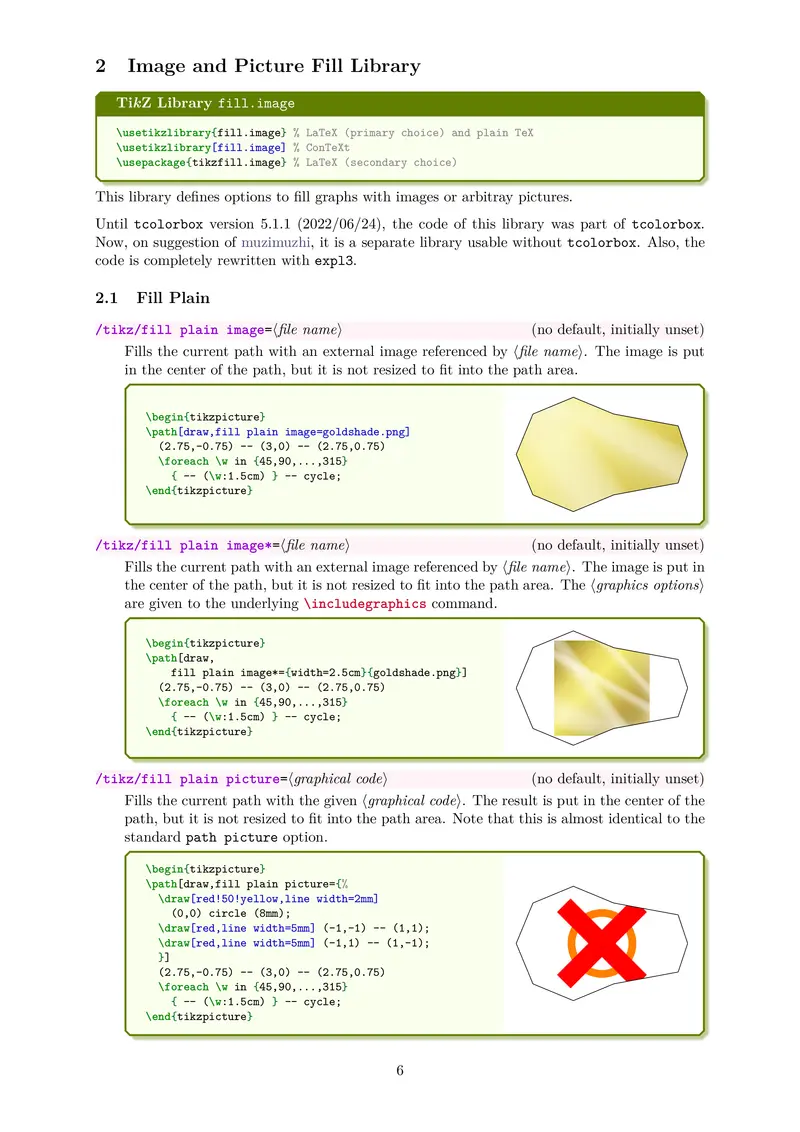 2 Image and Picture Fill Library
TikZ Library fill.image
\usetikzlibrary{fill.image} % LaTeX (primary choice) and plain TeX
\usetikzlibrary[fill.image] % ConTeXt
\usepackage{tikzfill.image} % LaTeX (secondary choice)
This library defines options to fill graphs with images or arbitray pictures.
Until tcolorbox version 5.1.1 (2022/06/24), the code of this library was part of tcolorbox.
Now, on suggestion of muzimuzhi, it is a separate library usable without tcolorbox. Also, the
code is completely rewritten with expl3.
2.1 Fill Plain
/tikz/fill plain image=⟨file name⟩ (no default, initially unset)
Fills the current path with an external image referenced by ⟨file name⟩. The image is put
in the center of the path, but it is not resized to fit into the path area.
\begin{tikzpicture}
\path[draw,fill plain image=goldshade.png]
(2.75,-0.75) -- (3,0) -- (2.75,0.75)
\foreach \w in {45,90,...,315}
{ -- (\w:1.5cm) } -- cycle;
\end{tikzpicture}
/tikz/fill plain image*=⟨file name⟩ (no default, initially unset)
Fills the current path with an external image referenced by ⟨file name⟩. The image is put in
the center of the path, but it is not resized to fit into the path area. The ⟨graphics options⟩
are given to the underlying \includegraphics command.
\begin{tikzpicture}
\path[draw,
fill plain image*={width=2.5cm}{goldshade.png}]
(2.75,-0.75) -- (3,0) -- (2.75,0.75)
\foreach \w in {45,90,...,315}
{ -- (\w:1.5cm) } -- cycle;
\end{tikzpicture}
/tikz/fill plain picture=⟨graphical code⟩ (no default, initially unset)
Fills the current path with the given ⟨graphical code⟩. The result is put in the center of the
path, but it is not resized to fit into the path area. Note that this is almost identical to the
standard path picture option.
\begin{tikzpicture}
\path[draw,fill plain picture={%
\draw[red!50!yellow,line width=2mm]
(0,0) circle (8mm);
\draw[red,line width=5mm] (-1,-1) -- (1,1);
\draw[red,line width=5mm] (-1,1) -- (1,-1);
}]
(2.75,-0.75) -- (3,0) -- (2.75,0.75)
\foreach \w in {45,90,...,315}
{ -- (\w:1.5cm) } -- cycle;
\end{tikzpicture}
6